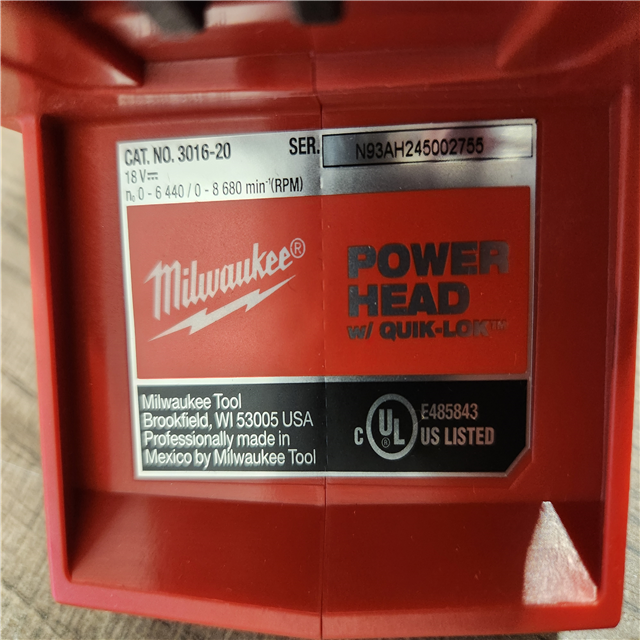 CAT. NO. 3016-20 SER. N93AH245002755
18 V⎓
n₀ 0 - 6 440 / 0 - 8 680 min⁻¹(RPM)
Milwaukee®
POWER
HEAD
w/ QUIK-LOK™
Milwaukee Tool
Brookfield, WI 53005 USA
Professionally made in
Mexico by Milwaukee Tool
C UL ® US LISTED
E485843